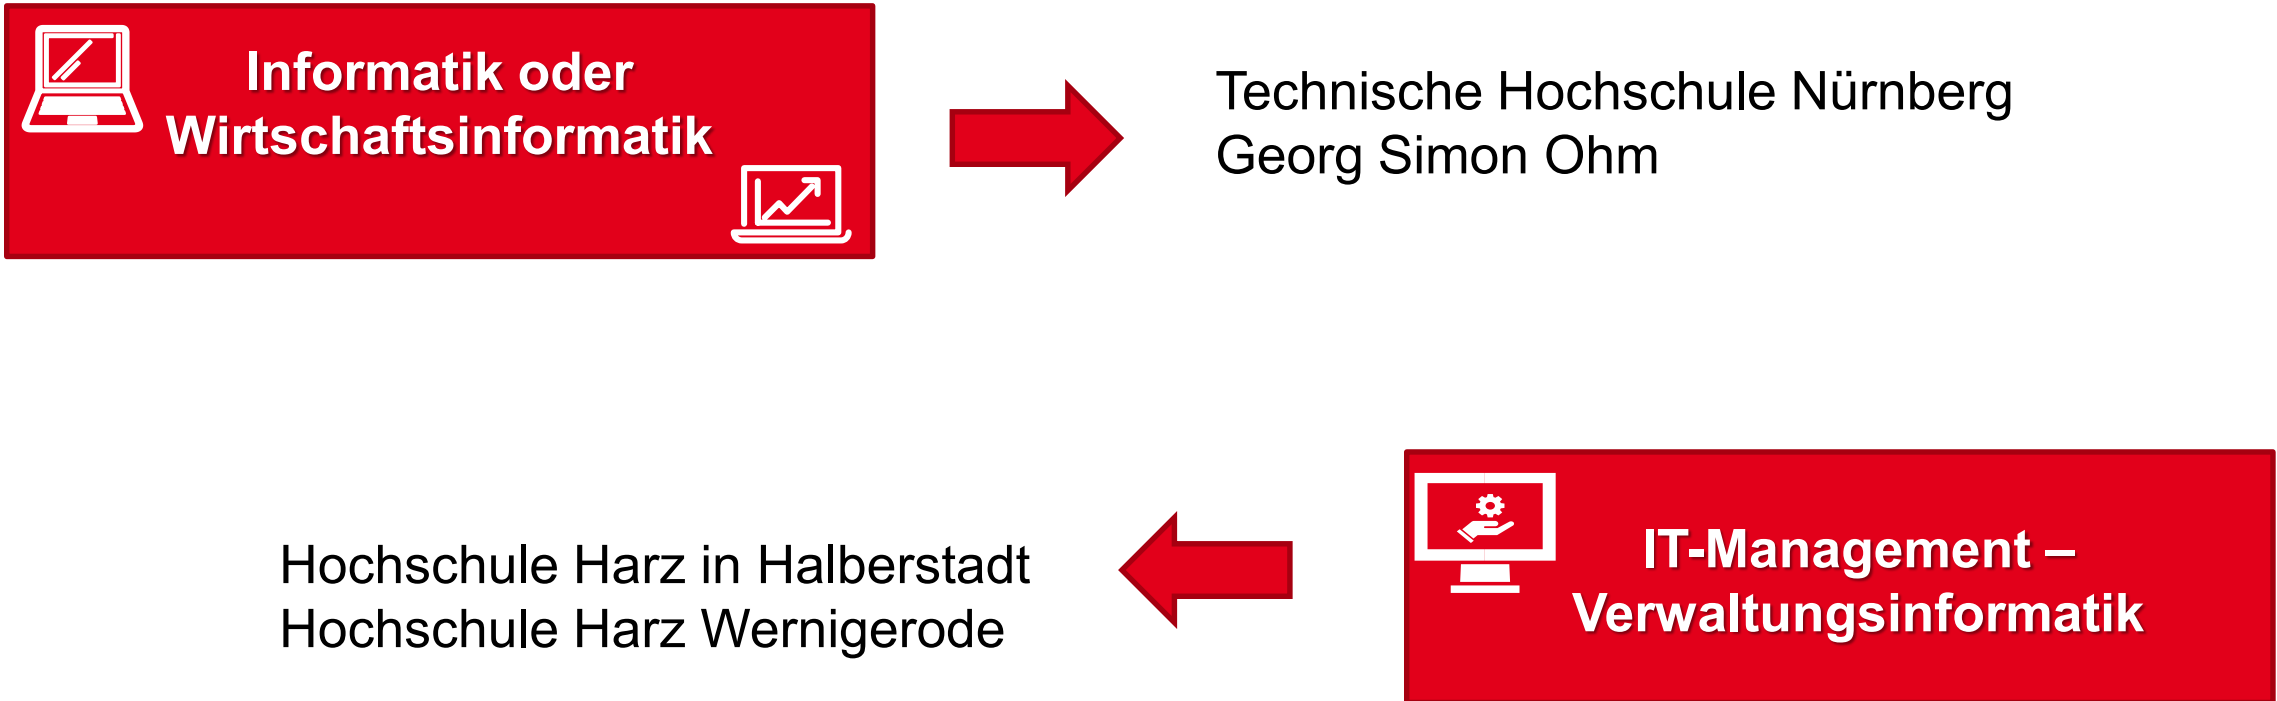 Informatik oder
Wirtschaftsinformatik
Technische Hochschule Nürnberg
Georg Simon Ohm
Hochschule Harz in Halberstadt
Hochschule Harz Wernigerode
IT-Management –
Verwaltungsinformatik